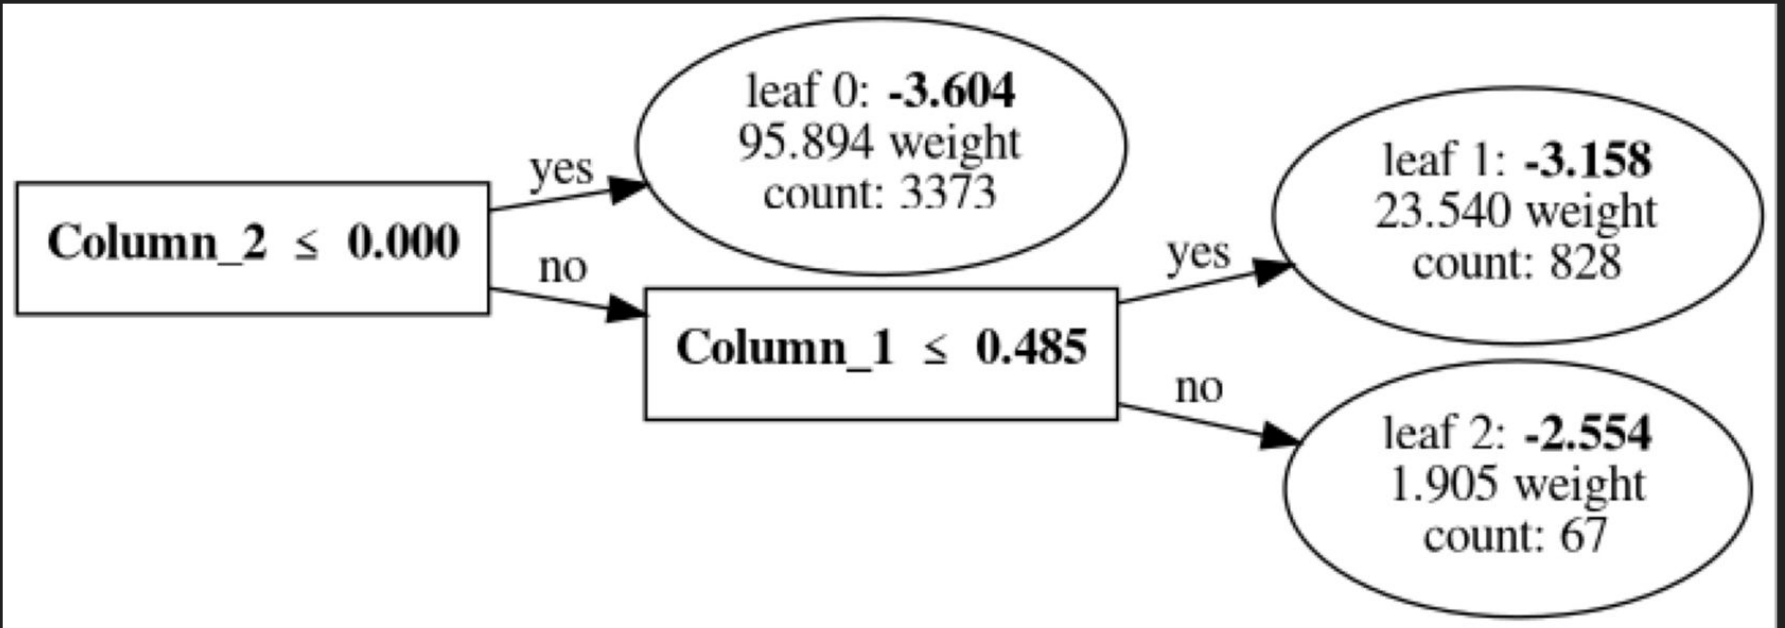 Column_2 ≤ 0.000
yes
no
leaf 0: -3.604
95.894 weight
count: 3373
Column_1 ≤ 0.485
yes
no
leaf 1: -3.158
23.540 weight
count: 828
leaf 2: -2.554
1.905 weight
count: 67